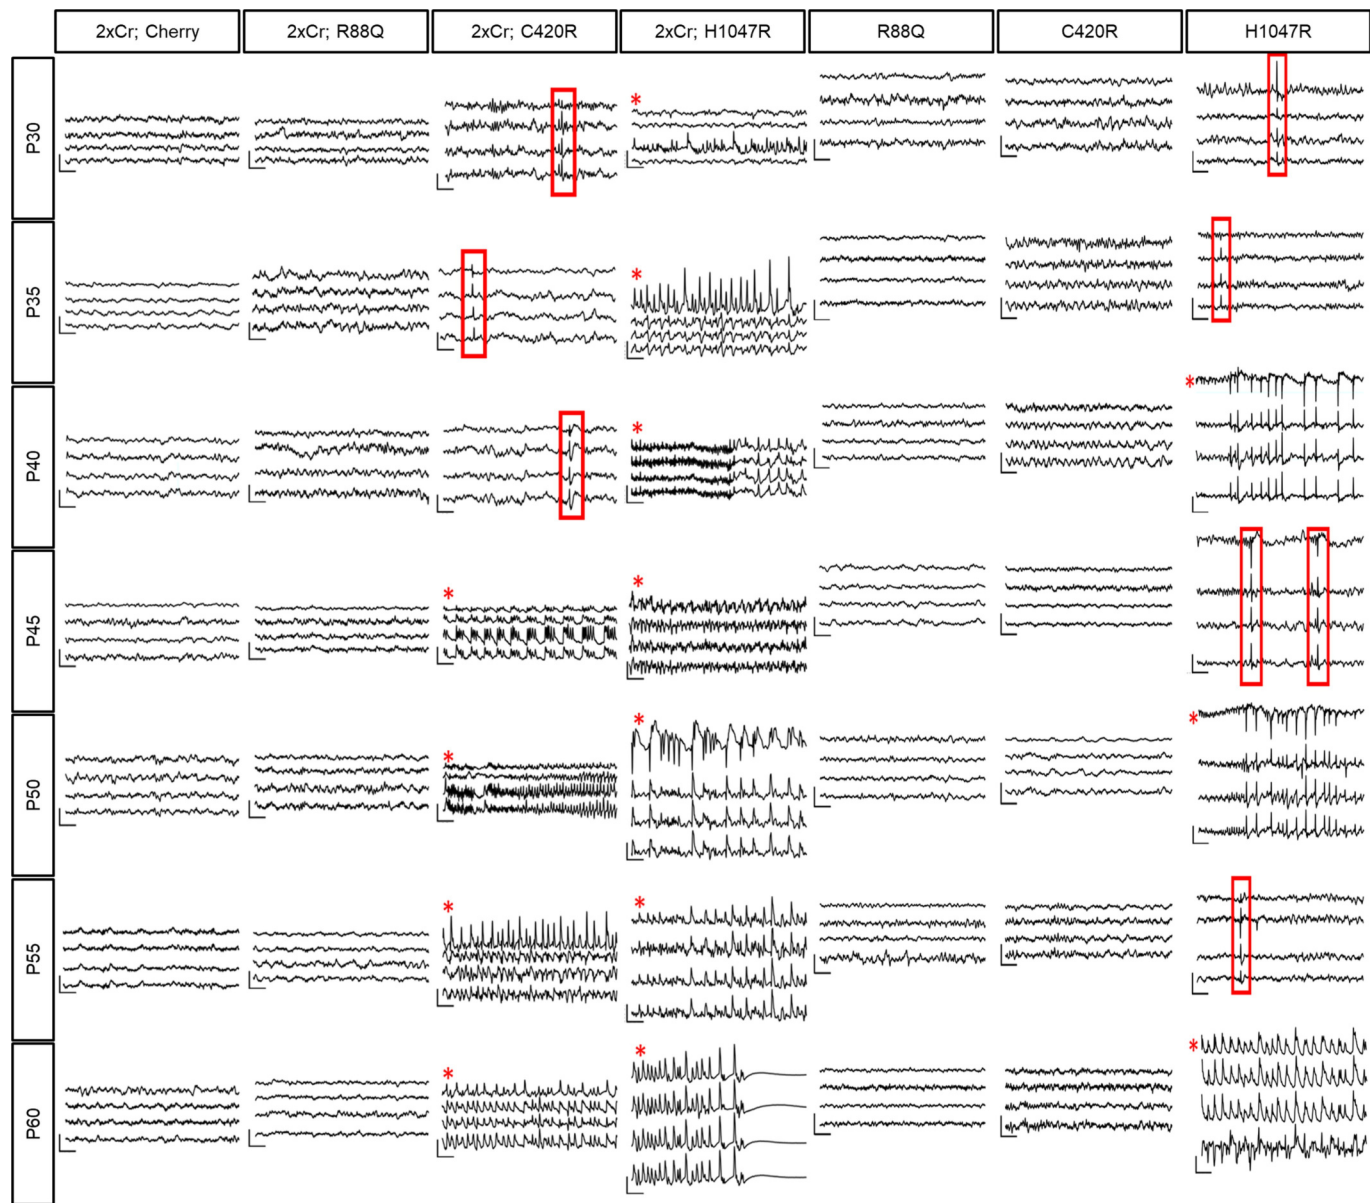 2xCr; Cherry 2xCr; R88Q 2xCr; C420R 2xCr; H1047R R88Q C420R H1047R
P30
*
P35
*
P40
*
*
P45
* *
P50
* * *
P55
* *
P60
* * *